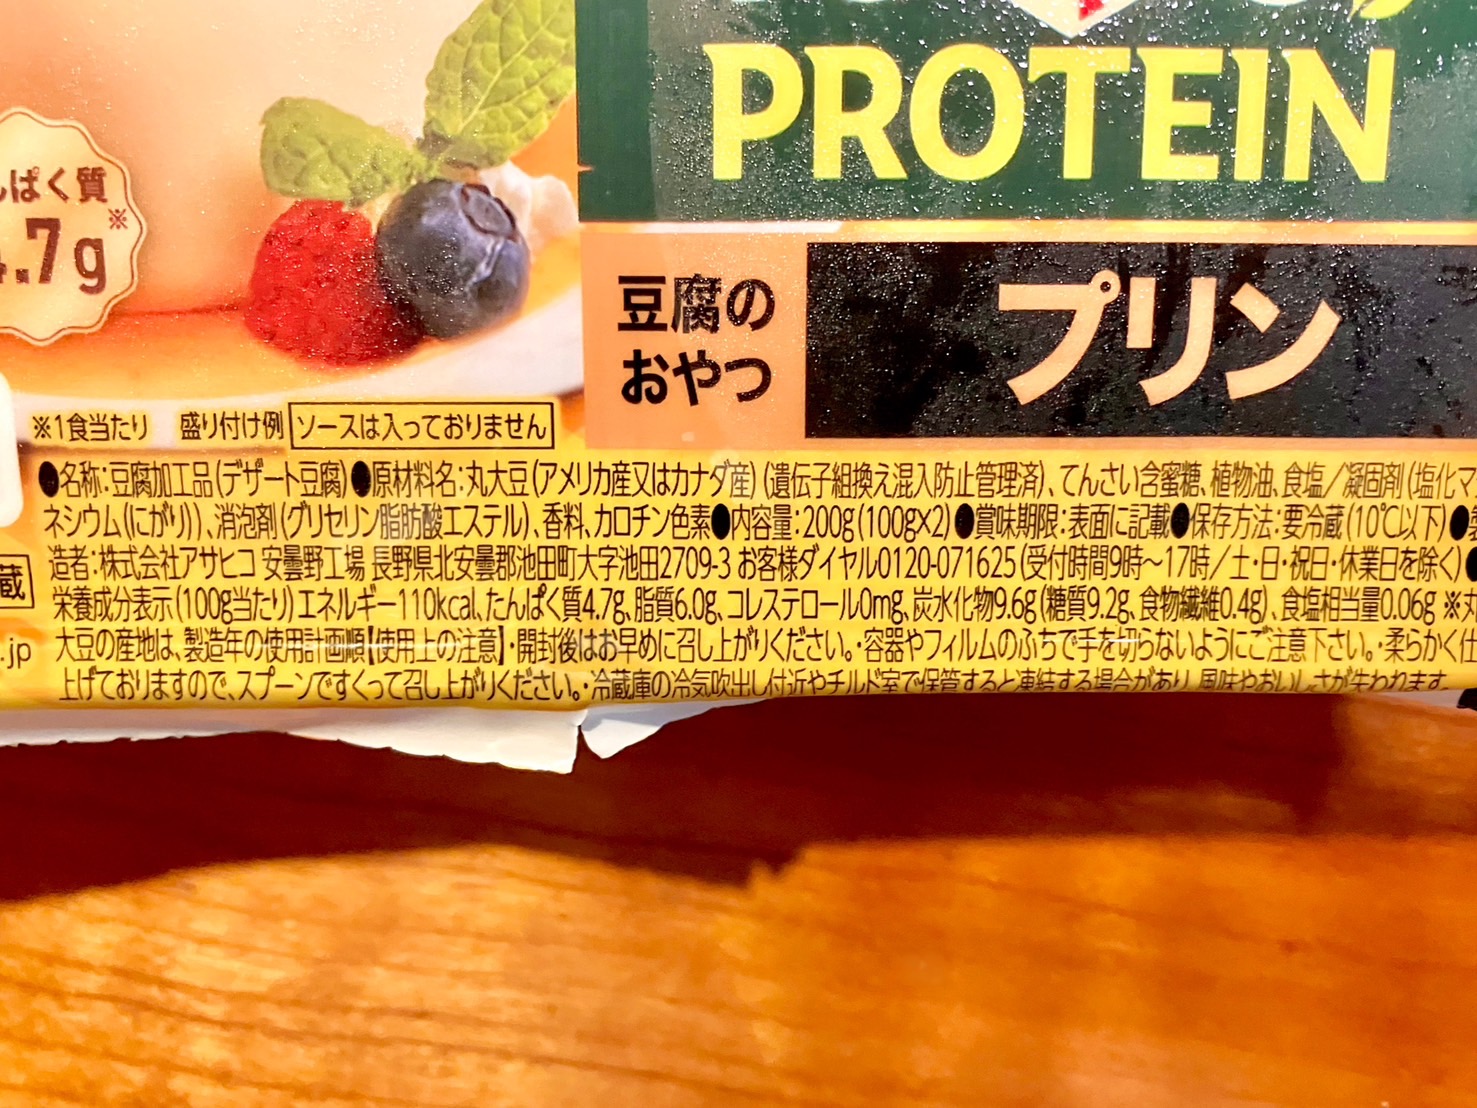 PROTEIN
んぱく質
4.7g※
豆腐の
おやつ
プリン
※1食当たり 盛り付け例 ソースは入っておりません
●名称:豆腐加工品(デザート豆腐)●原材料名:丸大豆(アメリカ産又はカナダ産)(遺伝子組換え混入防止管理済)、てんさい含蜜糖、植物油、食塩/凝固剤(塩化マ
ネシウム(にがり))、消泡剤(グリセリン脂肪酸エステル)、香料、カロチン色素●内容量:200g(100g×2)●賞味期限:表面に記載●保存方法:要冷蔵(10℃以下)●
造者:株式会社アサヒコ 安曇野工場 長野県北安曇郡池田町大字池田2709-3 お客様ダイヤル0120-071625(受付時間9時〜17時/土・日・祝日・休業日を除く)●
蔵
栄養成分表示(100g当たり)エネルギー110kcal、たんぱく質4.7g、脂質6.0g、コレステロール0mg、炭水化物9.6g(糖質9.2g、食物繊維0.4g)、食塩相当量0.06g ※丸
.jp
大豆の産地は、製造年の使用計画順【使用上の注意】・開封後はお早めに召し上がりください。・容器やフィルムのふちで手を切らないようにご注意下さい。・柔らかく仕
上げておりますので、スプーンですくって召し上がりください。・冷蔵庫の冷気吹出し付近やチルド室で保管すると凍結する場合があり、風味やおいしさが失われます。